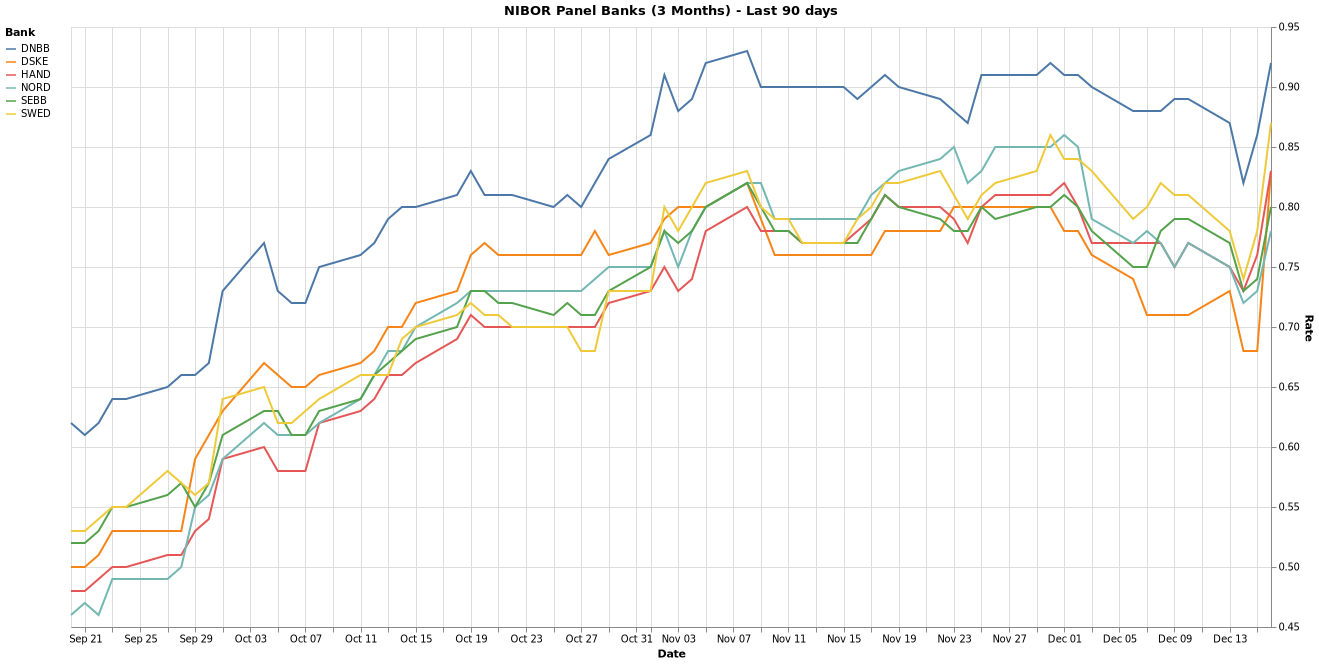 NIBOR Panel Banks (3 Months) - Last 90 days
Bank
DNBB
DSKE
HAND
NORD
SEBB
SWED
0.95
0.90
0.85
0.80
0.75
0.70
0.65
0.60
0.55
0.50
0.45
Rate
Sep 21 Sep 25 Sep 29 Oct 03 Oct 07 Oct 11 Oct 15 Oct 19 Oct 23 Oct 27 Oct 31 Nov 03 Nov 07 Nov 11 Nov 15 Nov 19 Nov 23 Nov 27 Dec 01 Dec 05 Dec 09 Dec 13
Date